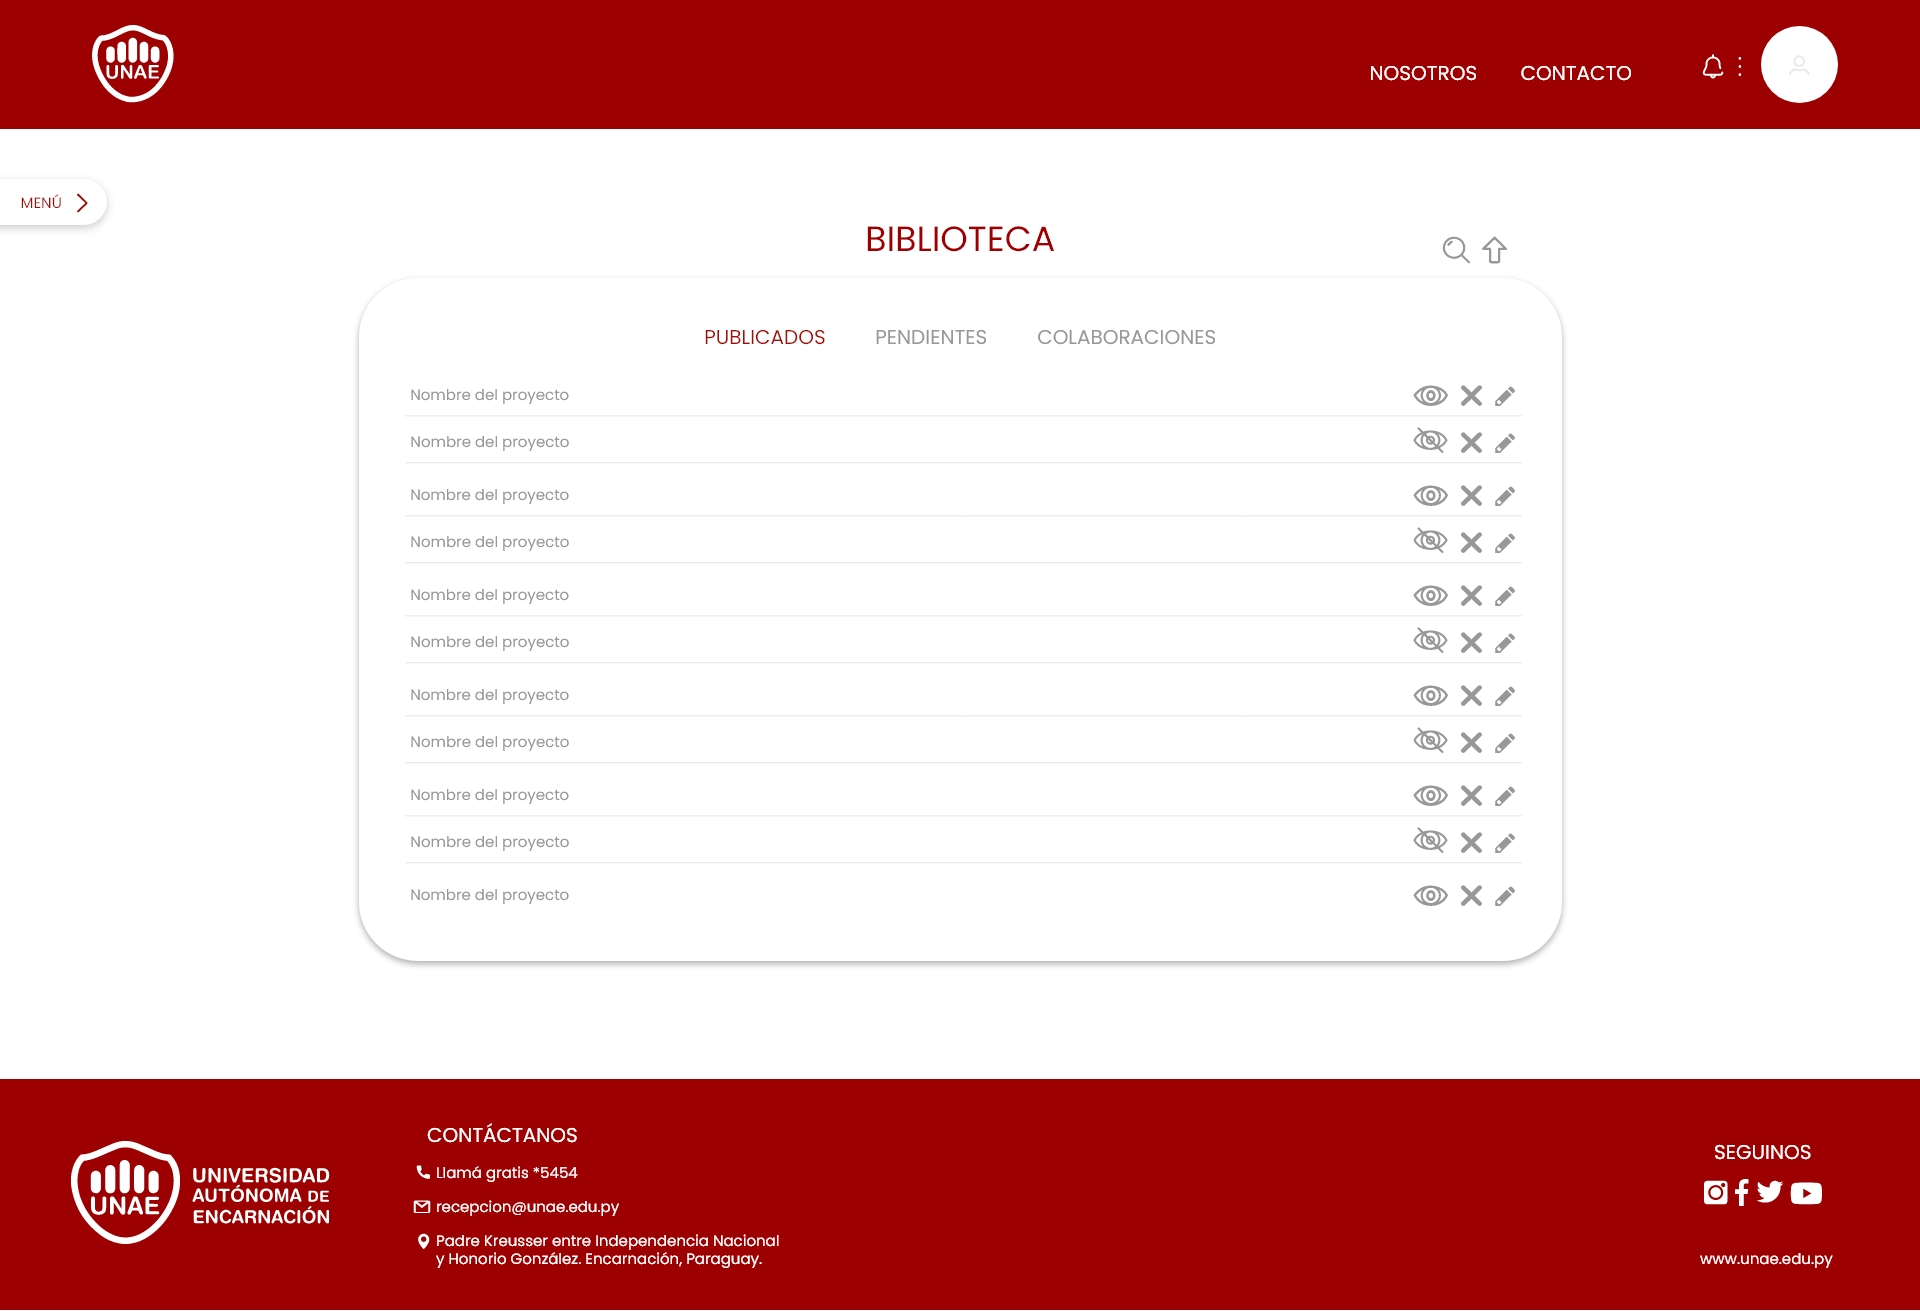 UNAE
NOSOTROS
CONTACTO
MENÚ
BIBLIOTECA
PUBLICADOS
PENDIENTES
COLABORACIONES
Nombre del proyecto
Nombre del proyecto
Nombre del proyecto
Nombre del proyecto
Nombre del proyecto
Nombre del proyecto
Nombre del proyecto
Nombre del proyecto
Nombre del proyecto
Nombre del proyecto
Nombre del proyecto
UNAE
UNIVERSIDAD
AUTÓNOMA DE
ENCARNACIÓN
CONTÁCTANOS
Llamá gratis *5454
recepcion@unae.edu.py
Padre Kreusser entre Independencia Nacional
y Honorio González. Encarnación, Paraguay.
SEGUINOS
www.unae.edu.py